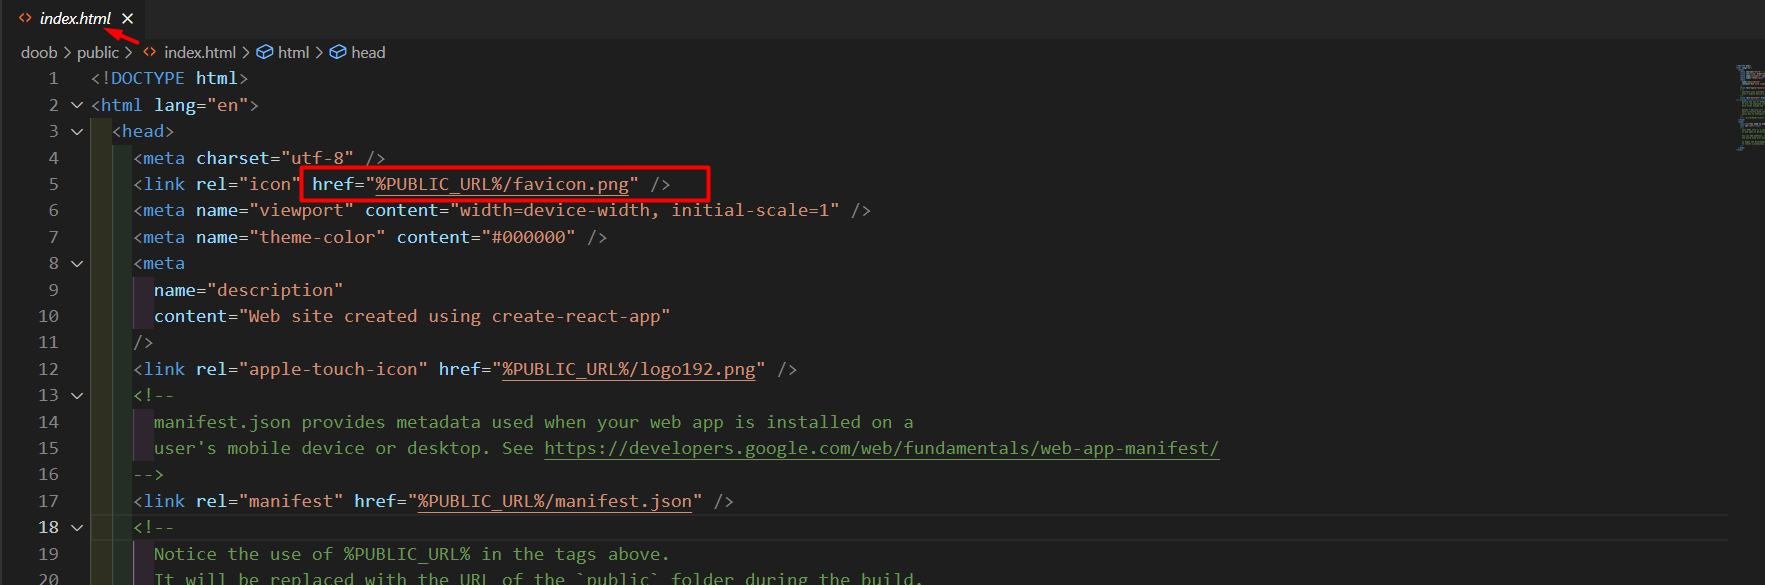 index.html
doob > public > index.html > html > head
1 <!DOCTYPE html>
2 <html lang="en">
3 <head>
4 <meta charset="utf-8" />
5 <link rel="icon" href="%PUBLIC_URL%/favicon.png" />
6 <meta name="viewport" content="width=device-width, initial-scale=1" />
7 <meta name="theme-color" content="#000000" />
8 <meta
9 name="description"
10 content="Web site created using create-react-app"
11 />
12 <link rel="apple-touch-icon" href="%PUBLIC_URL%/logo192.png" />
13 <!--
14 manifest.json provides metadata used when your web app is installed on a
15 user's mobile device or desktop. See https://developers.google.com/web/fundamentals/web-app-manifest/
16 -->
17 <link rel="manifest" href="%PUBLIC_URL%/manifest.json" />
18 <!--
19 Notice the use of %PUBLIC_URL% in the tags above.
20 It will be replaced with the URL of the `public` folder during the build.